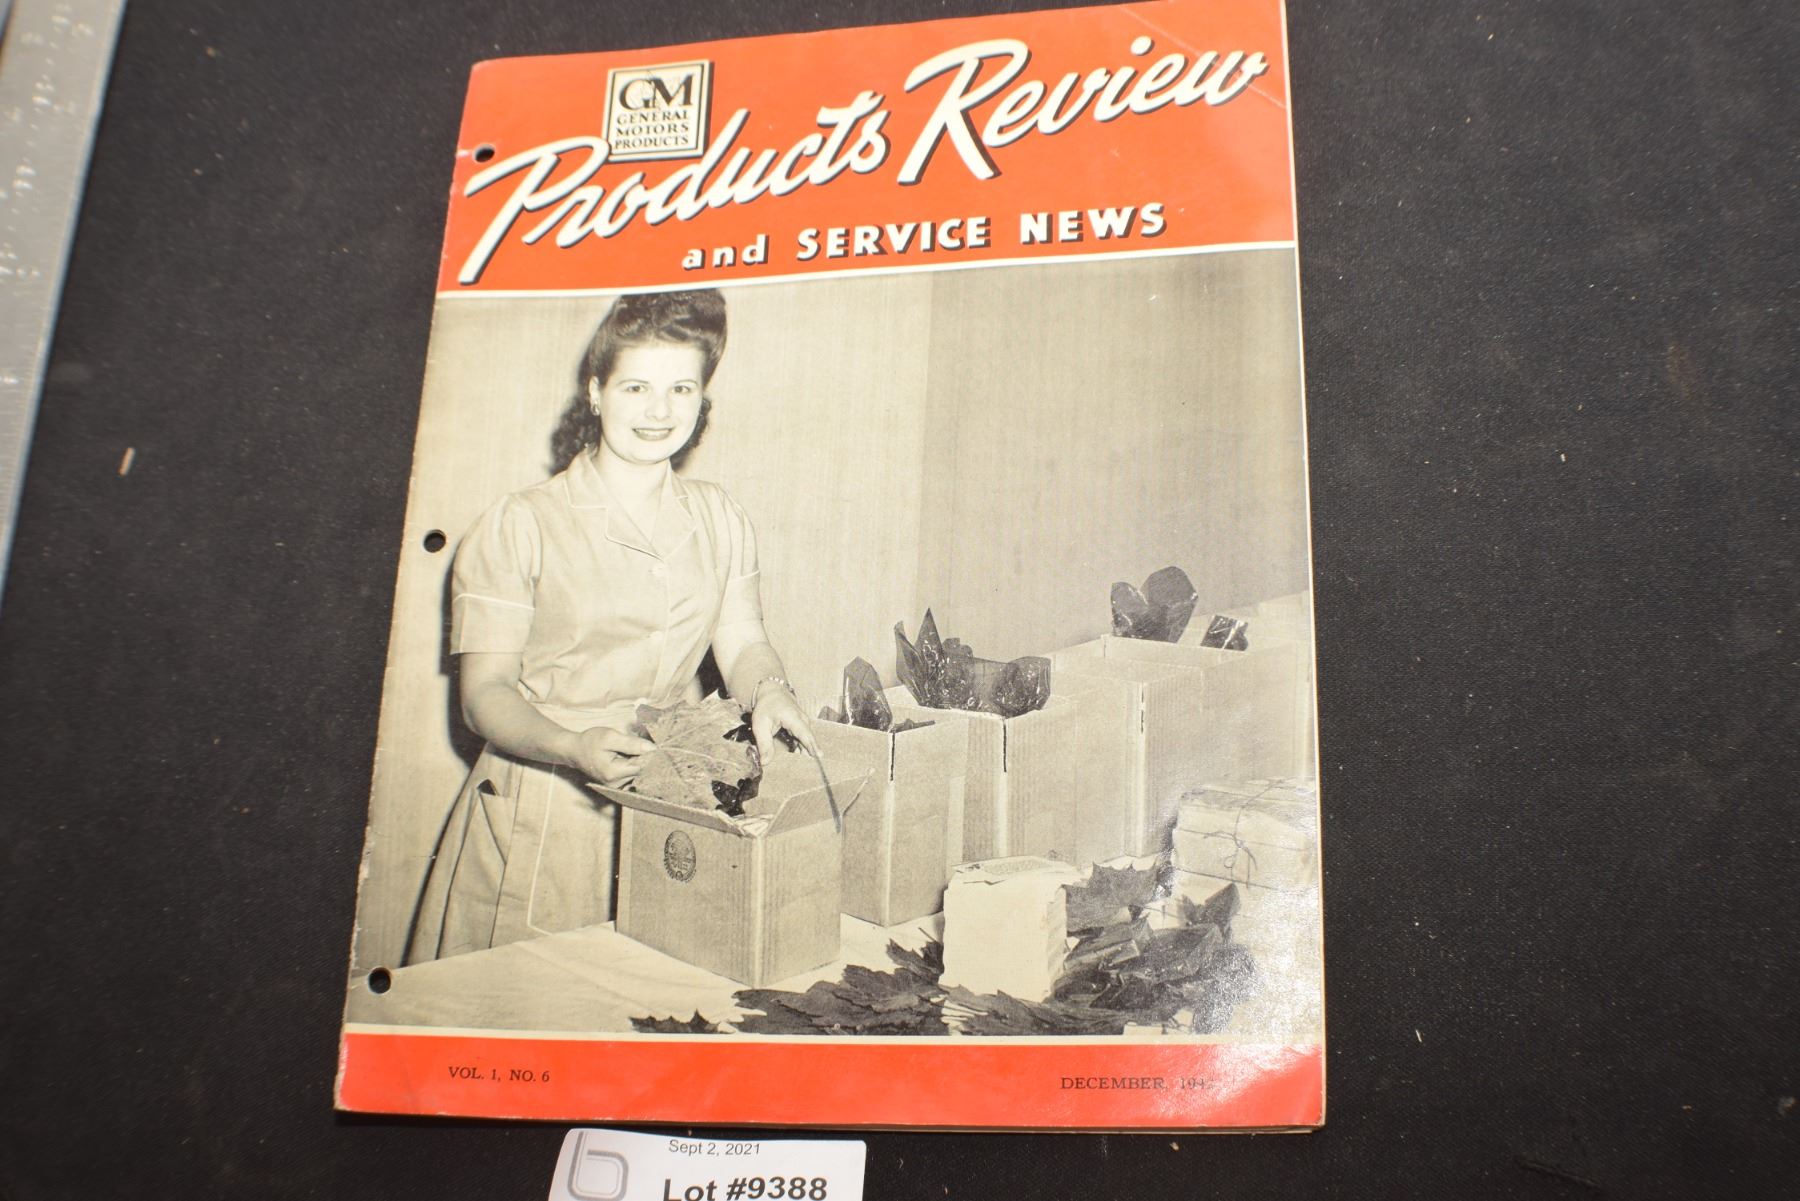 GM
GENERAL
MOTORS
PRODUCTS
Products Review
and SERVICE NEWS
VOL. 1, NO. 6
DECEMBER,
Sept 2, 2021
Lot #9388